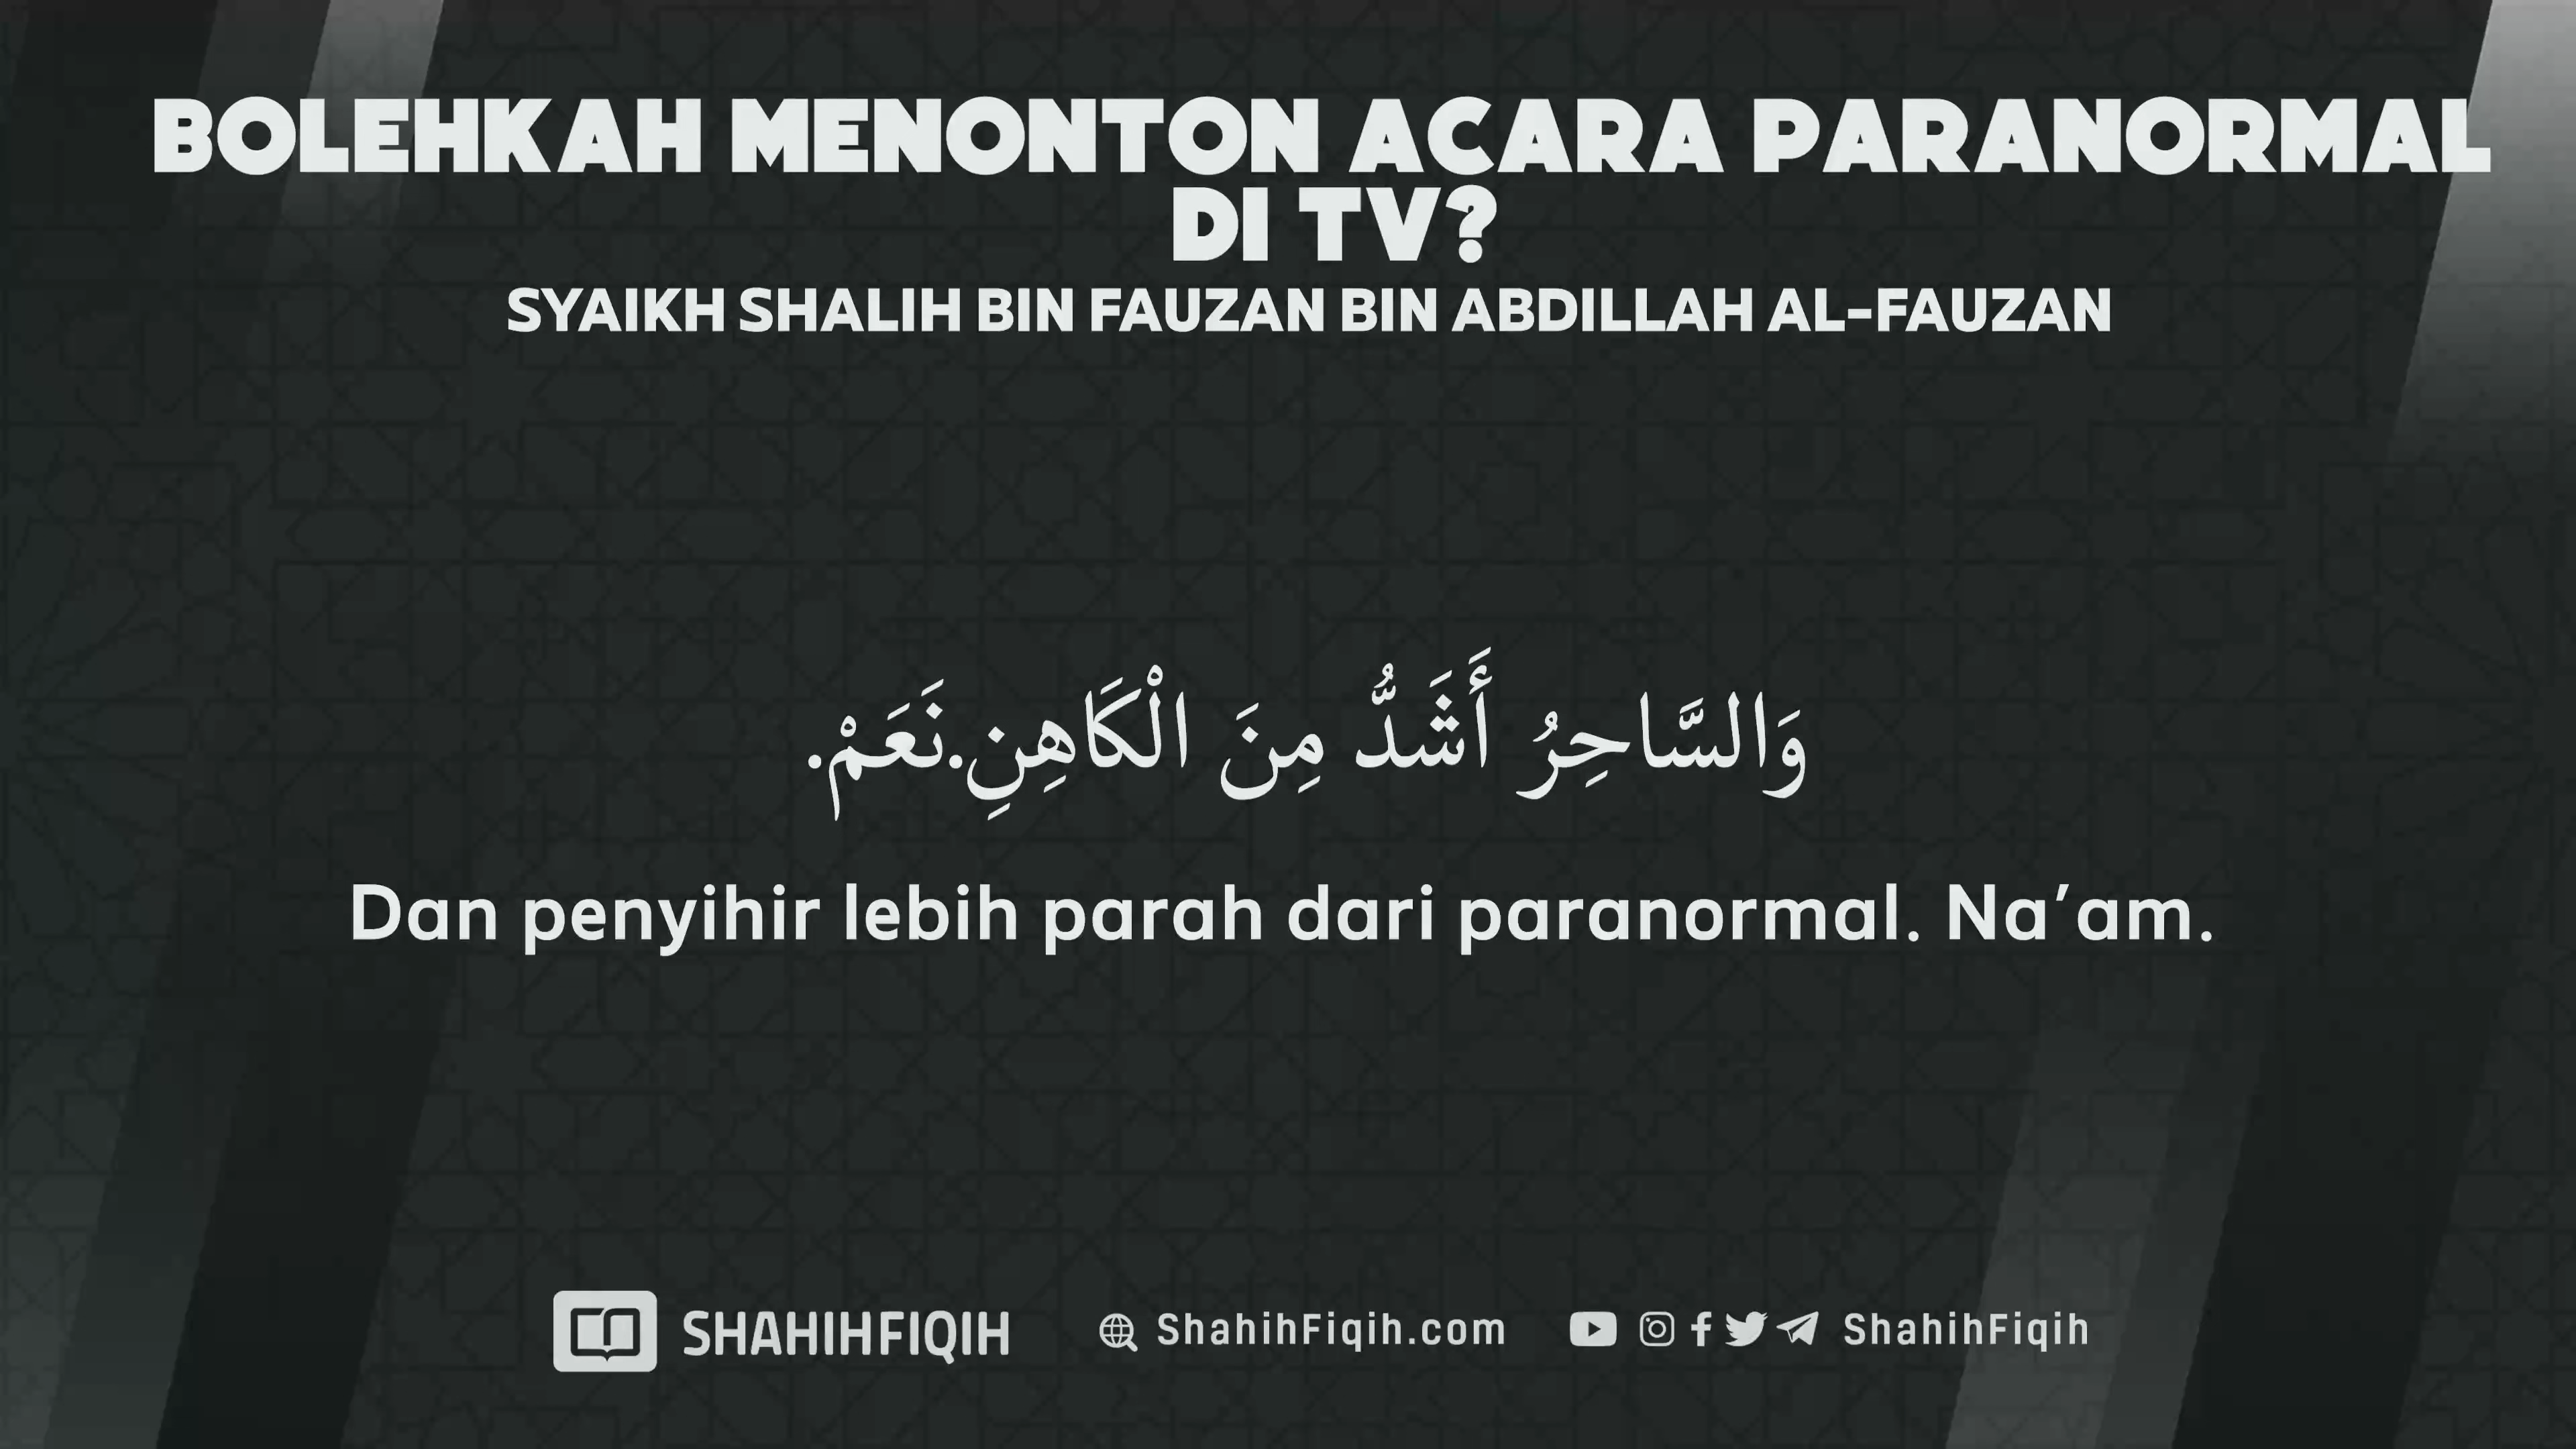 BOLEHKAH MENONTON ACARA PARANORMAL
DI TV?
SYAIKH SHALIH BIN FAUZAN BIN ABDILLAH AL-FAUZAN
وَالسَّاحِرُ أَشَدُّ مِنَ الْكَاهِنِ.نَعَمْ.
Dan penyihir lebih parah dari paranormal. Na’am.
SHAHIHFIQIH ShahihFiqih.com ShahihFiqih